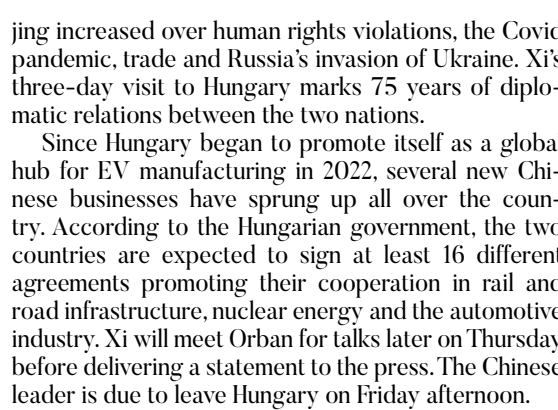 jing increased over human rights violations, the Covid
pandemic, trade and Russia's invasion of Ukraine. Xi's
three-day visit to Hungary marks 75 years of diplo-
matic relations between the two nations.
Since Hungary began to promote itself as a globa
hub for EV manufacturing in 2022, several new Chi-
nese businesses have sprung up all over the coun-
try. According to the Hungarian government, the two
countries are expected to sign at least 16 different
agreements promoting their cooperation in rail and
road infrastructure, nuclear energy and the automotive
industry. Xi will meet Orban for talks later on Thursday
before delivering a statement to the press. The Chinese
leader is due to leave Hungary on Friday afternoon.